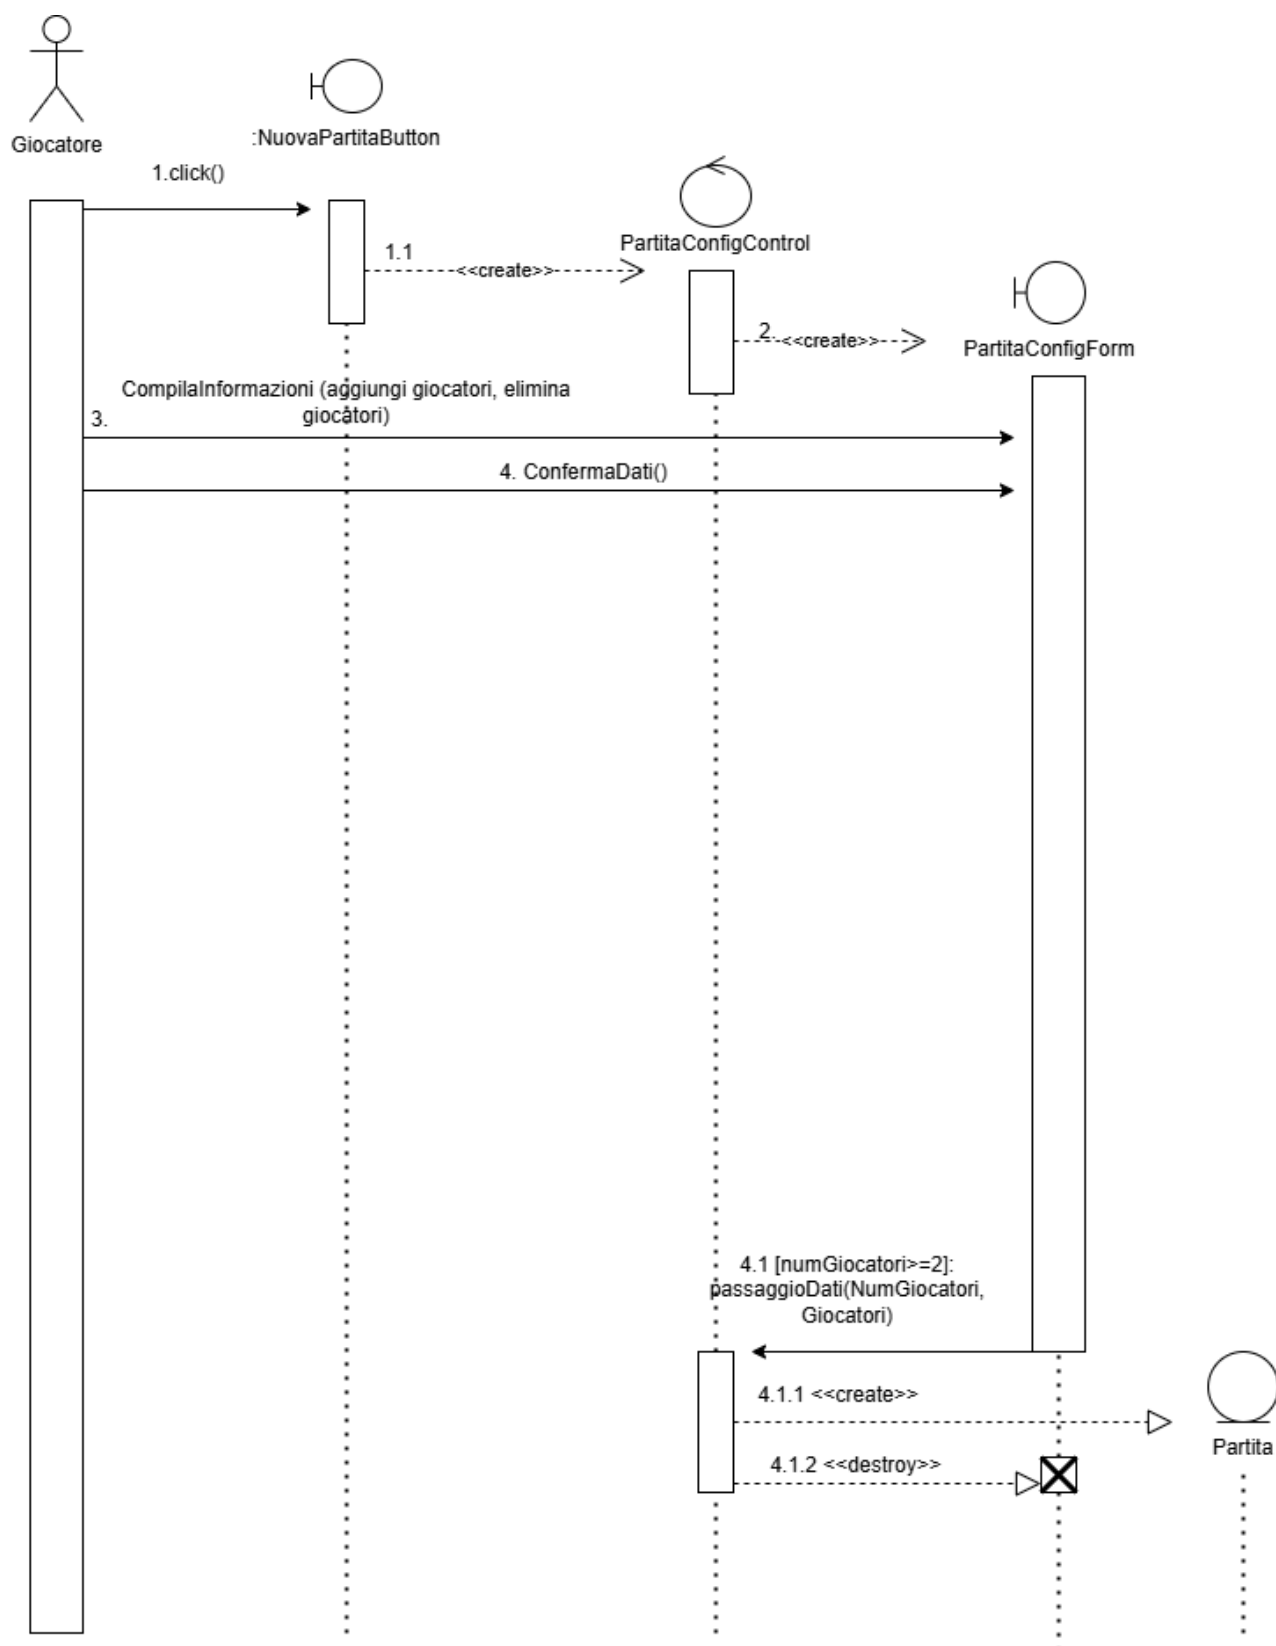 Giocatore
:NuovaPartitaButton
1.click()
PartitaConfigControl
1.1
<<create>>
PartitaConfigForm
2.
<<create>>
CompilaInformazioni (aggiungi giocatori, elimina
giocatori)
3.
4. ConfermaDati()
4.1 [numGiocatori>=2]:
passaggioDati(NumGiocatori,
Giocatori)
4.1.1 <<create>>
Partita
4.1.2 <<destroy>>